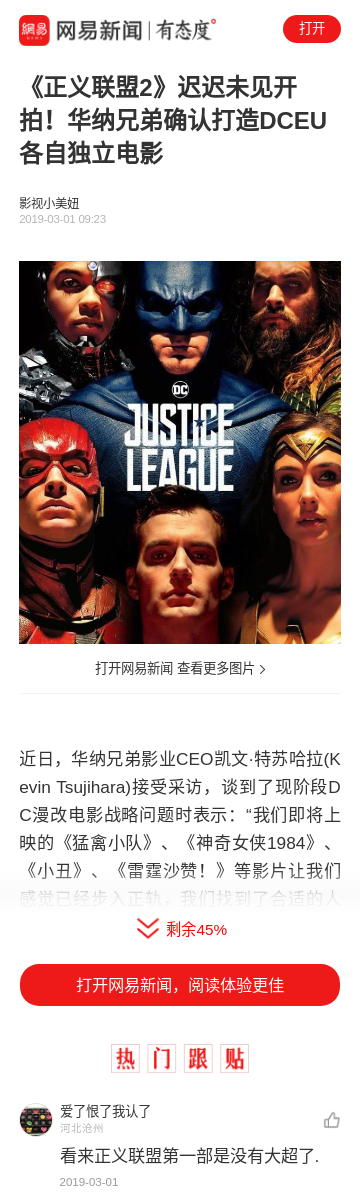 网易 NEWS 网易新闻 | 有态度
打开
《正义联盟2》迟迟未见开
拍！华纳兄弟确认打造DCEU
各自独立电影
影视小美妞
2019-03-01 09:23
DC
JUSTICE
LEAGUE
打开网易新闻 查看更多图片
近日，华纳兄弟影业CEO凯文·特苏哈拉(K
evin Tsujihara)接受采访，谈到了现阶段D
C漫改电影战略问题时表示：“我们即将上
映的《猛禽小队》、《神奇女侠1984》、
《小丑》、《雷霆沙赞！》等影片让我们
感觉已经步入正轨，我们找到了合适的人
剩余45%
打开网易新闻，阅读体验更佳
热门跟贴
爱了恨了我认了
河北沧州
看来正义联盟第一部是没有大超了.
2019-03-01